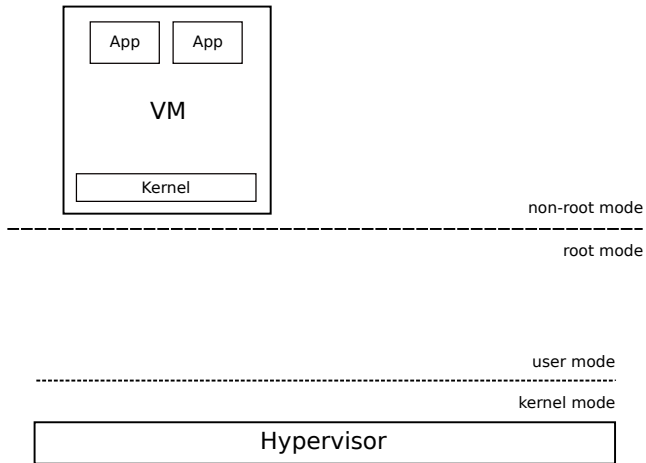 App App
VM
Kernel
non-root mode
root mode
user mode
kernel mode
Hypervisor